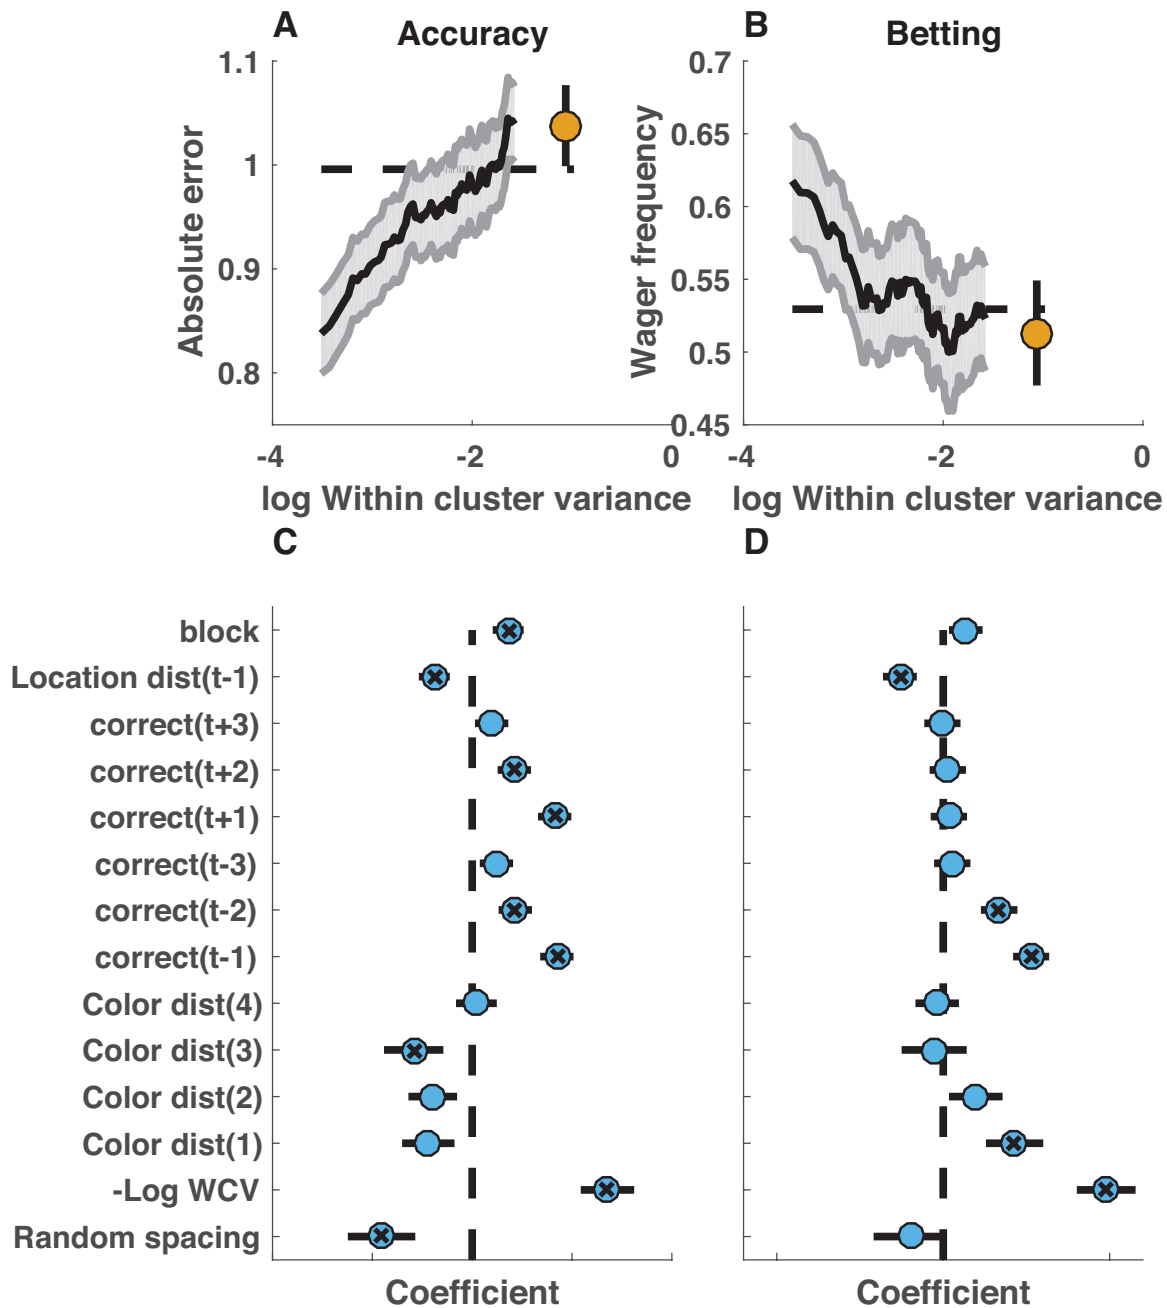 A
Accuracy
B
Betting
1.1
1
0.9
0.8
Absolute error
-4
-2
0
log Within cluster variance
0.7
0.65
0.6
0.55
0.5
0.45
Wager frequency
-4
-2
0
log Within cluster variance
C
D
block
Location dist(t-1)
correct(t+3)
correct(t+2)
correct(t+1)
correct(t-3)
correct(t-2)
correct(t-1)
Color dist(4)
Color dist(3)
Color dist(2)
Color dist(1)
-Log WCV
Random spacing
Coefficient
Coefficient